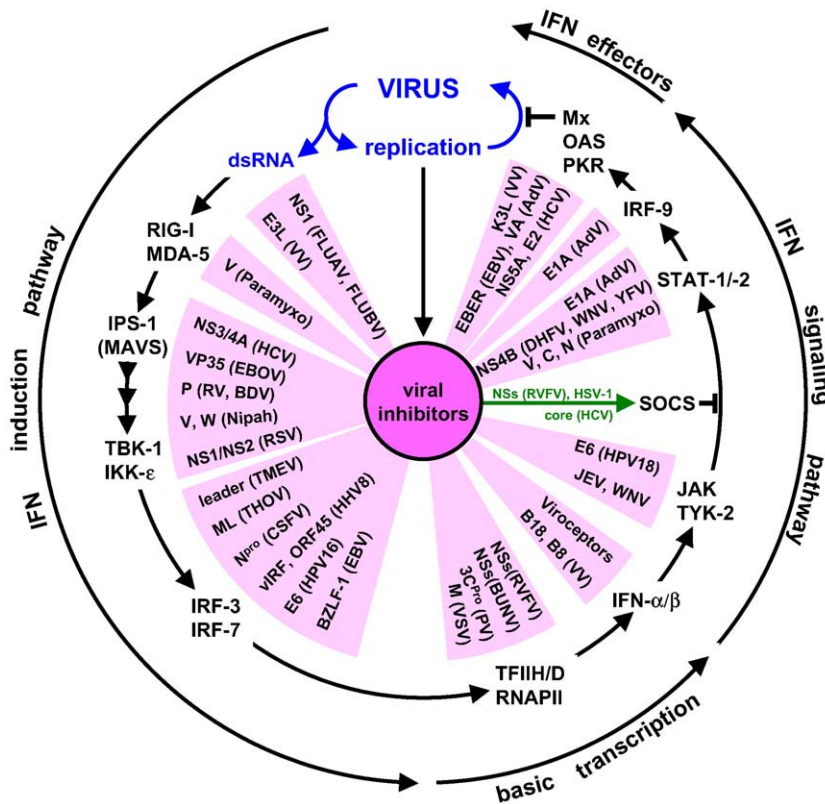 IFN effectors
VIRUS
replication
dsRNA
Mx
OAS
PKR
IRF-9
STAT-1/-2
SOCS
JAK
TYK-2
IFN-α/β
TFIIH/D
RNAPII
IRF-3
IRF-7
TBK-1
IKK-ε
IPS-1
(MAVS)
RIG-I
MDA-5
viral
inhibitors
NS1 (FLUAV, FLUBV)
E3L (VV)
V (Paramyxo)
NS3/4A (HCV)
VP35 (EBOV)
P (RV, BDV)
V, W (Nipah)
NS1/NS2 (RSV)
leader (TMEV)
ML (THOV)
Npro (CSFV)
vIRF, ORF45 (HHV8)
E6 (HPV16)
BZLF-1 (EBV)
NSs(RVFV)
NSs(BUNV)
3CPro (PV)
M (VSV)
Viroceptors
B18, B8 (VV)
E6 (HPV18)
JEV, WNV
NSs (RVFV), HSV-1
core (HCV)
E1A (AdV)
NS4B (DHFV, WNV, YFV)
V, C, N (Paramyxo)
E1A (AdV)
K3L (VV)
EBER (EBV), VA (AdV)
NS5A, E2 (HCV)
IFN induction pathway
basic transcription
IFN signaling pathway